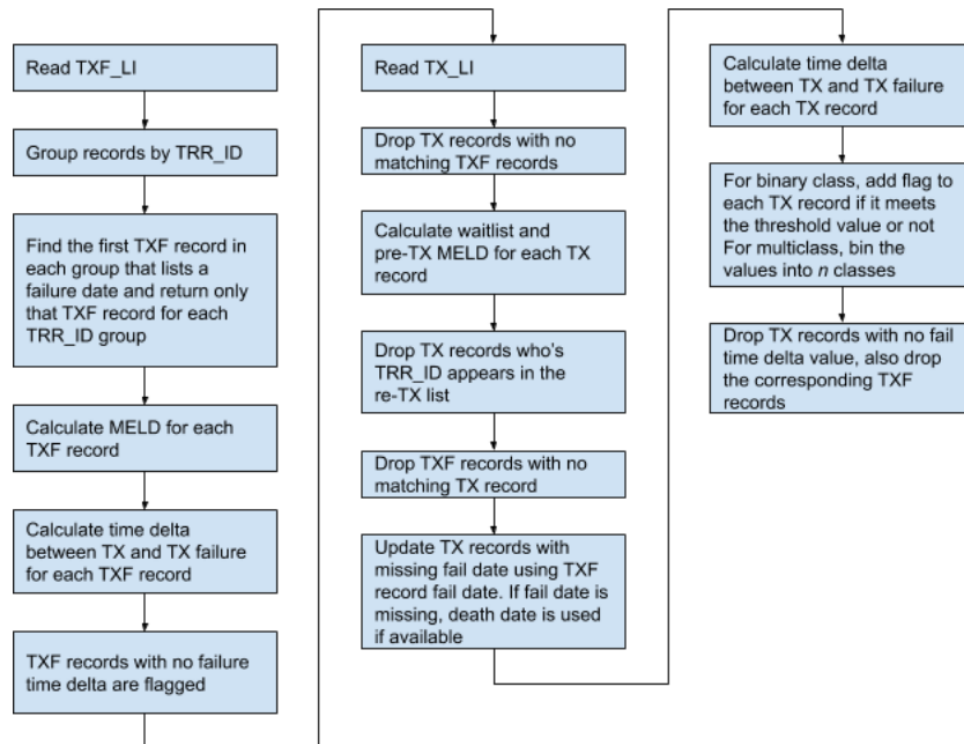 Read TXF_LI
Group records by TRR_ID
Find the first TXF record in
each group that lists a
failure date and return only
that TXF record for each
TRR_ID group
Calculate MELD for each
TXF record
Calculate time delta
between TX and TX failure
for each TXF record
TXF records with no failure
time delta are flagged
Read TX_LI
Drop TX records with no
matching TXF records
Calculate waitlist and
pre-TX MELD for each TX
record
Drop TX records who's
TRR_ID appears in the
re-TX list
Drop TXF records with no
matching TX record
Update TX records with
missing fail date using TXF
record fail date. If fail date is
missing, death date is used
if available
Calculate time delta
between TX and TX failure
for each TX record
For binary class, add flag to
each TX record if it meets
the threshold value or not
For multiclass, bin the
values into n classes
Drop TX records with no fail
time delta value, also drop
the corresponding TXF
records